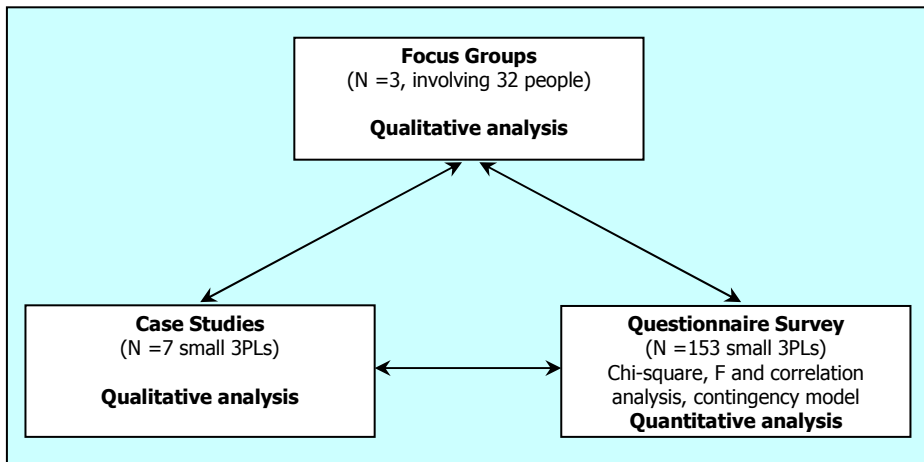 Focus Groups
(N =3, involving 32 people)
Qualitative analysis
Case Studies
(N =7 small 3PLs)
Qualitative analysis
Questionnaire Survey
(N =153 small 3PLs)
Chi-square, F and correlation
analysis, contingency model
Quantitative analysis